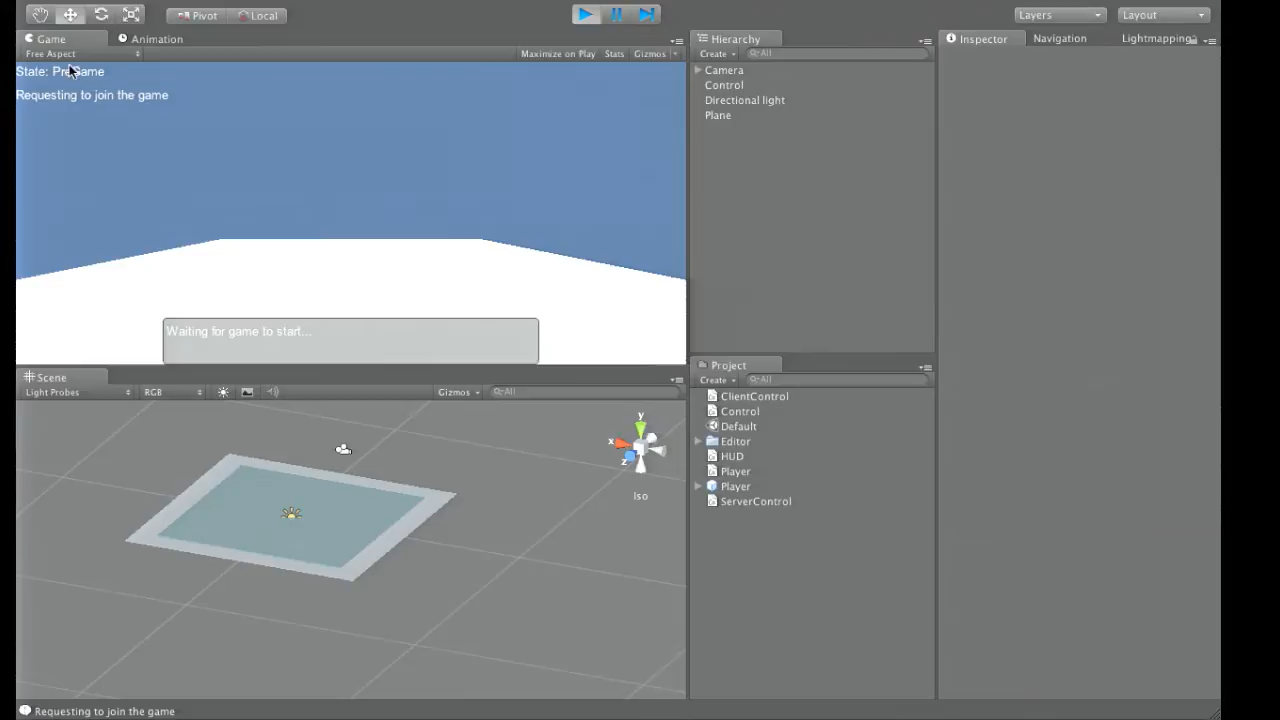 Pivot
Local
Layers
Layout
Game
Animation
Free Aspect
Maximize on Play
Stats
Gizmos
State: PreGame
Requesting to join the game
Waiting for game to start...
Scene
Light Probes
RGB
Gizmos
All
y
x
z
Iso
Hierarchy
Create
All
Camera
Control
Directional light
Plane
Project
Create
All
ClientControl
Control
Default
Editor
HUD
Player
Player
ServerControl
Inspector
Navigation
Lightmapping
Requesting to join the game